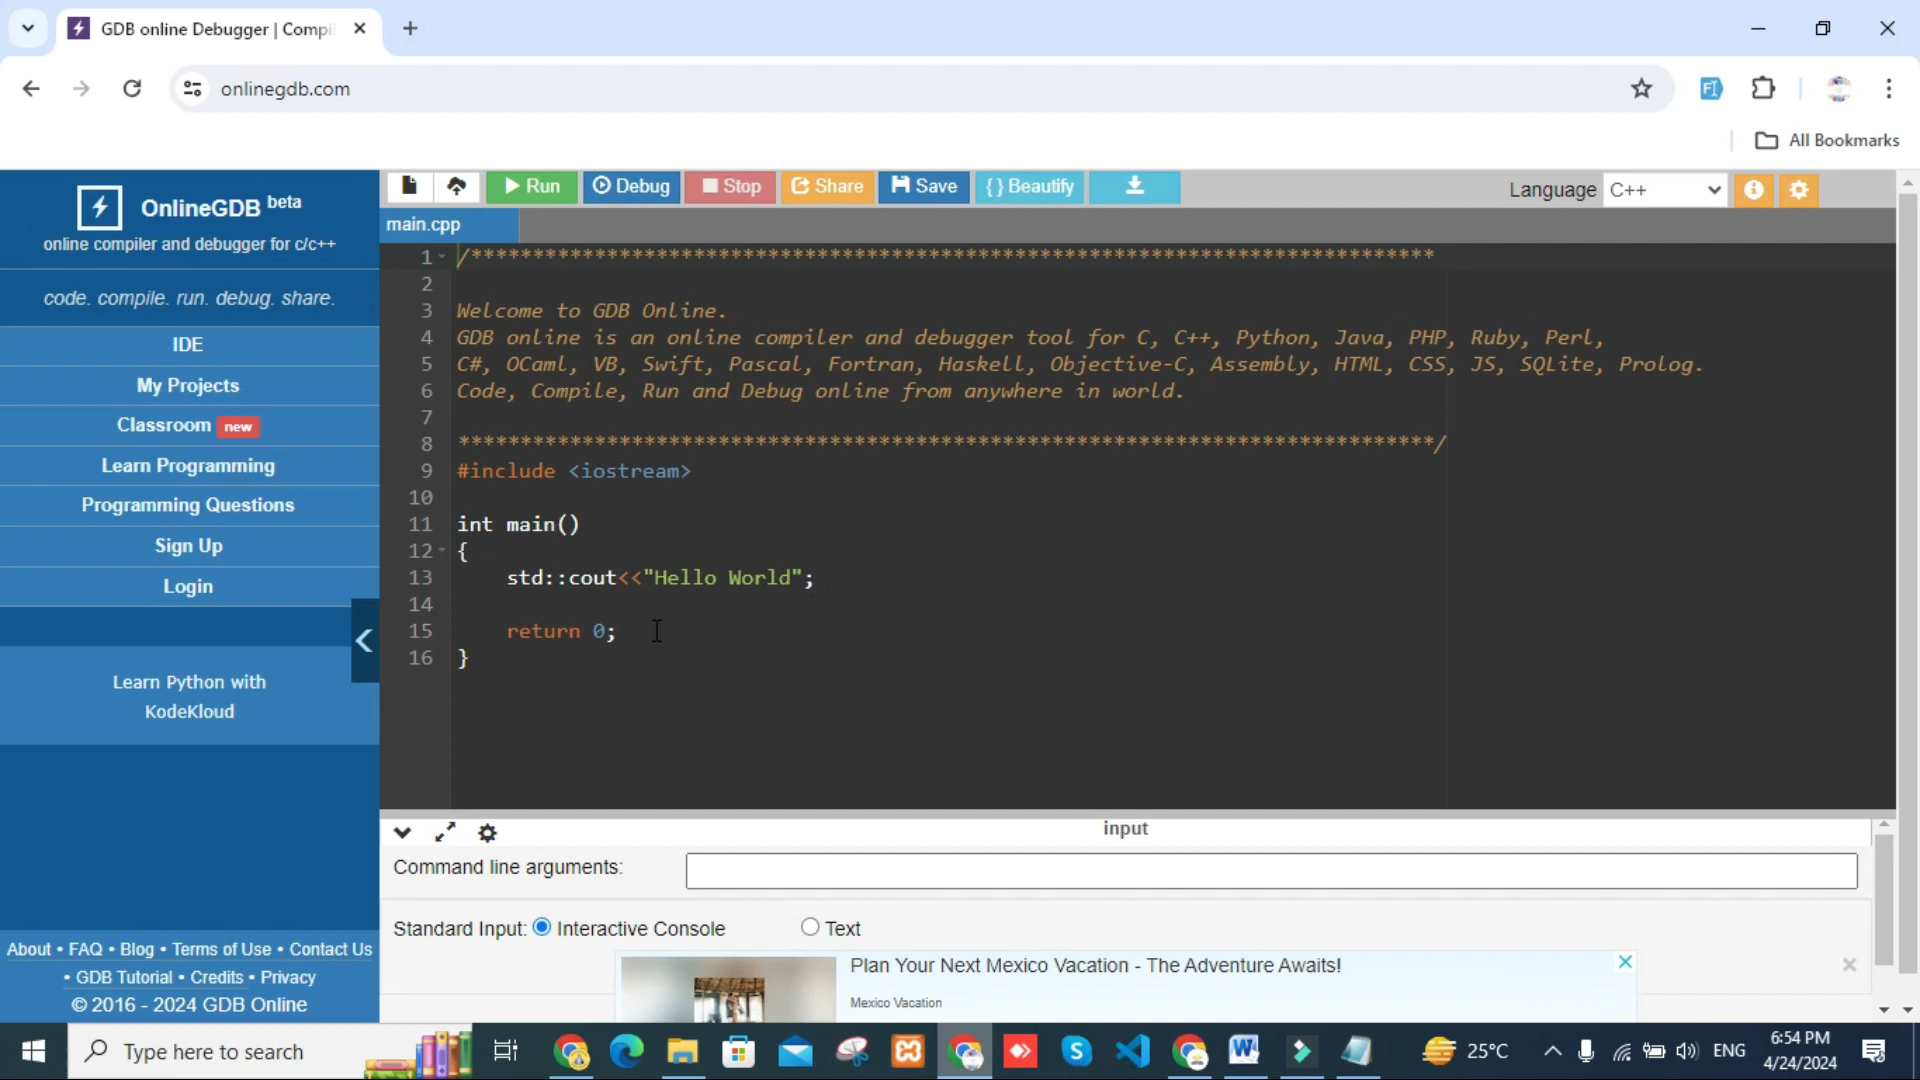 GDB online Debugger | Compil
onlinegdb.com
All Bookmarks
OnlineGDB beta
online compiler and debugger for c/c++
code. compile. run. debug. share.
IDE
My Projects
Classroom new
Learn Programming
Programming Questions
Sign Up
Login
Learn Python with
KodeKloud
About • FAQ • Blog • Terms of Use • Contact Us
• GDB Tutorial • Credits • Privacy
© 2016 - 2024 GDB Online
Run Debug Stop Share Save {} Beautify
Language C++
main.cpp
1 /******************************************************************************
2
3 Welcome to GDB Online.
4 GDB online is an online compiler and debugger tool for C, C++, Python, Java, PHP, Ruby, Perl,
5 C#, OCaml, VB, Swift, Pascal, Fortran, Haskell, Objective-C, Assembly, HTML, CSS, JS, SQLite, Prolog.
6 Code, Compile, Run and Debug online from anywhere in world.
7
8 *******************************************************************************/
9 #include <iostream>
10
11 int main()
12 {
13 std::cout<<"Hello World";
14
15 return 0;
16 }
input
Command line arguments:
Standard Input: Interactive Console Text
Plan Your Next Mexico Vacation - The Adventure Awaits!
Mexico Vacation
Type here to search
25°C
ENG
6:54 PM
4/24/2024